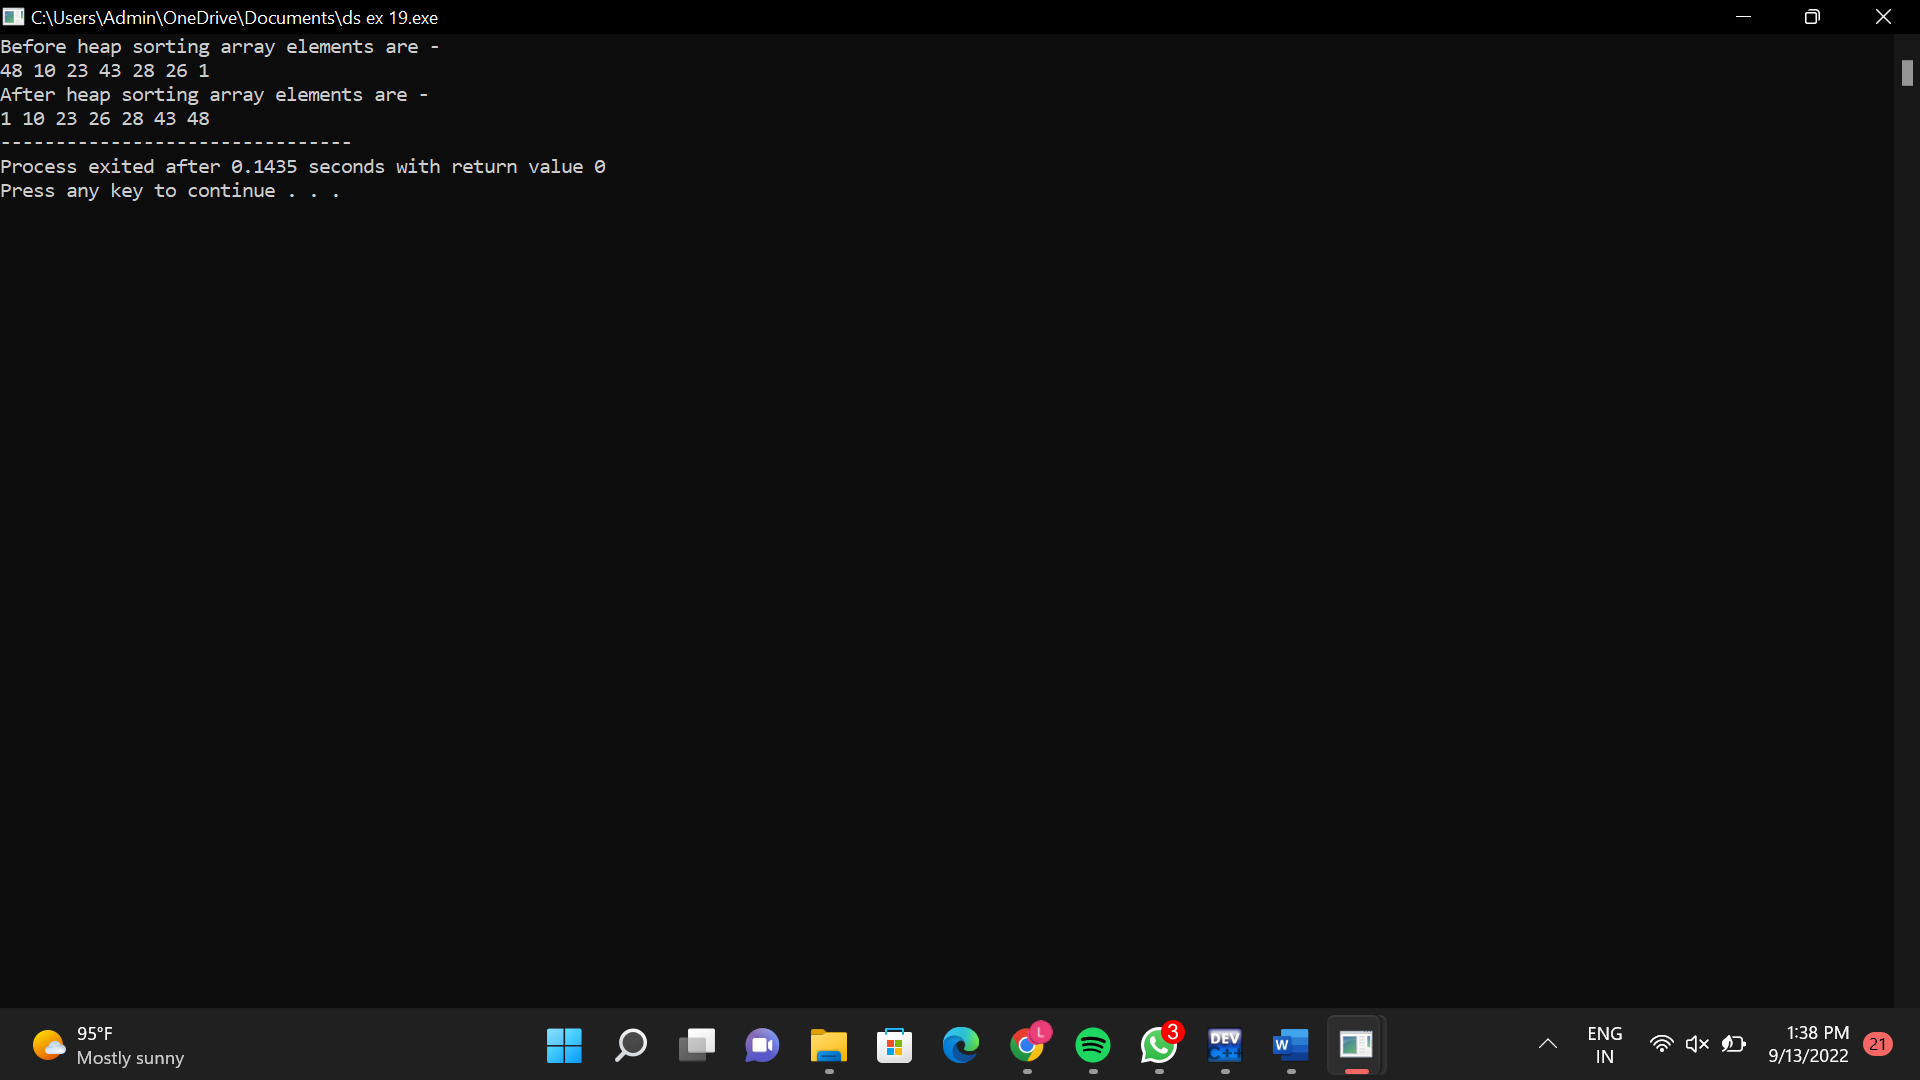 C:\Users\Admin\OneDrive\Documents\ds ex 19.exe
Before heap sorting array elements are -
48 10 23 43 28 26 1
After heap sorting array elements are -
1 10 23 26 28 43 48
--------------------------------
Process exited after 0.1435 seconds with return value 0
Press any key to continue . . .
95°F
Mostly sunny
L
3
DEV
C++
W
ENG
IN
1:38 PM
9/13/2022
21